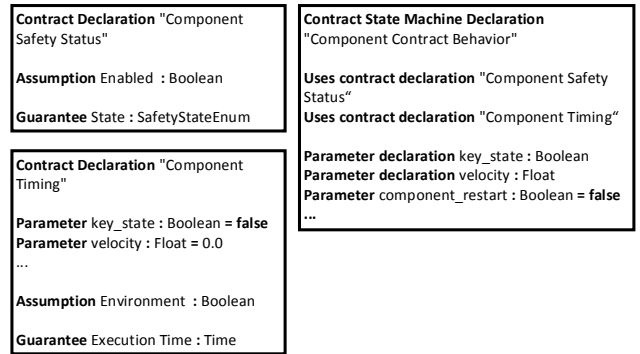 Contract Declaration "Component
Safety Status"
Assumption Enabled : Boolean
Guarantee State : SafetyStateEnum
Contract Declaration "Component
Timing"
Parameter key_state : Boolean = false
Parameter velocity : Float = 0.0
...
Assumption Environment : Boolean
Guarantee Execution Time : Time
Contract State Machine Declaration
"Component Contract Behavior"
Uses contract declaration "Component Safety
Status“
Uses contract declaration "Component Timing“
Parameter declaration key_state : Boolean
Parameter declaration velocity : Float
Parameter component_restart : Boolean = false
...